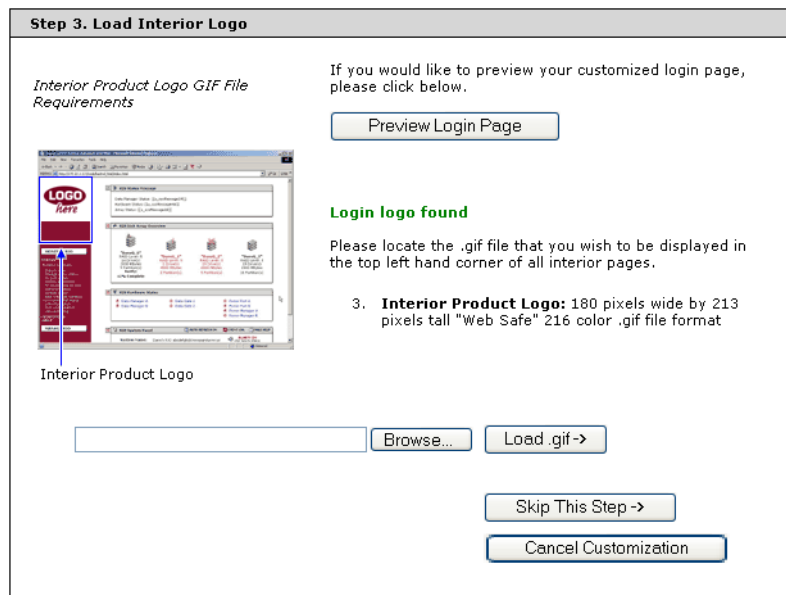 Step 3. Load Interior Logo
Interior Product Logo GIF File
Requirements
If you would like to preview your customized login page,
please click below.
Preview Login Page
LOGO
here
Login logo found
Please locate the .gif file that you wish to be displayed in
the top left hand corner of all interior pages.
3. Interior Product Logo: 180 pixels wide by 213
pixels tall "Web Safe" 216 color .gif file format
Interior Product Logo
Browse...
Load .gif ->
Skip This Step ->
Cancel Customization